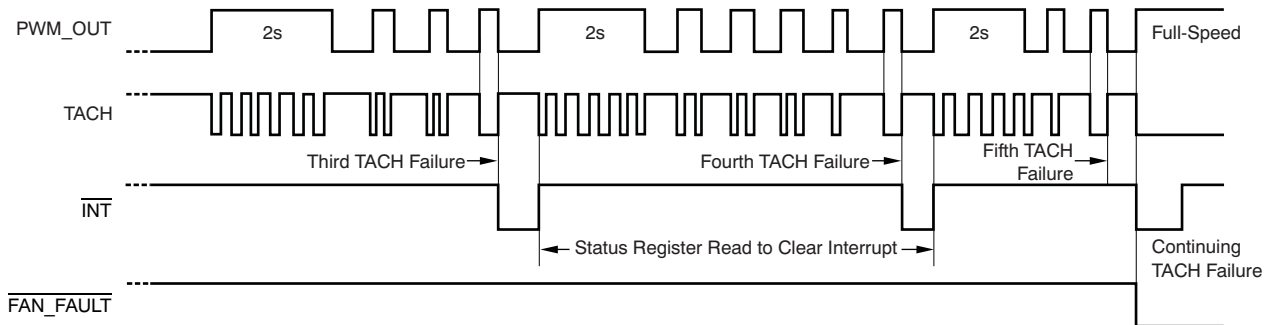 PWM_OUT
2s
2s
2s
Full-Speed
TACH
Third TACH Failure
Fourth TACH Failure
Fifth TACH
Failure
INT
Status Register Read to Clear Interrupt
Continuing
TACH Failure
FAN_FAULT